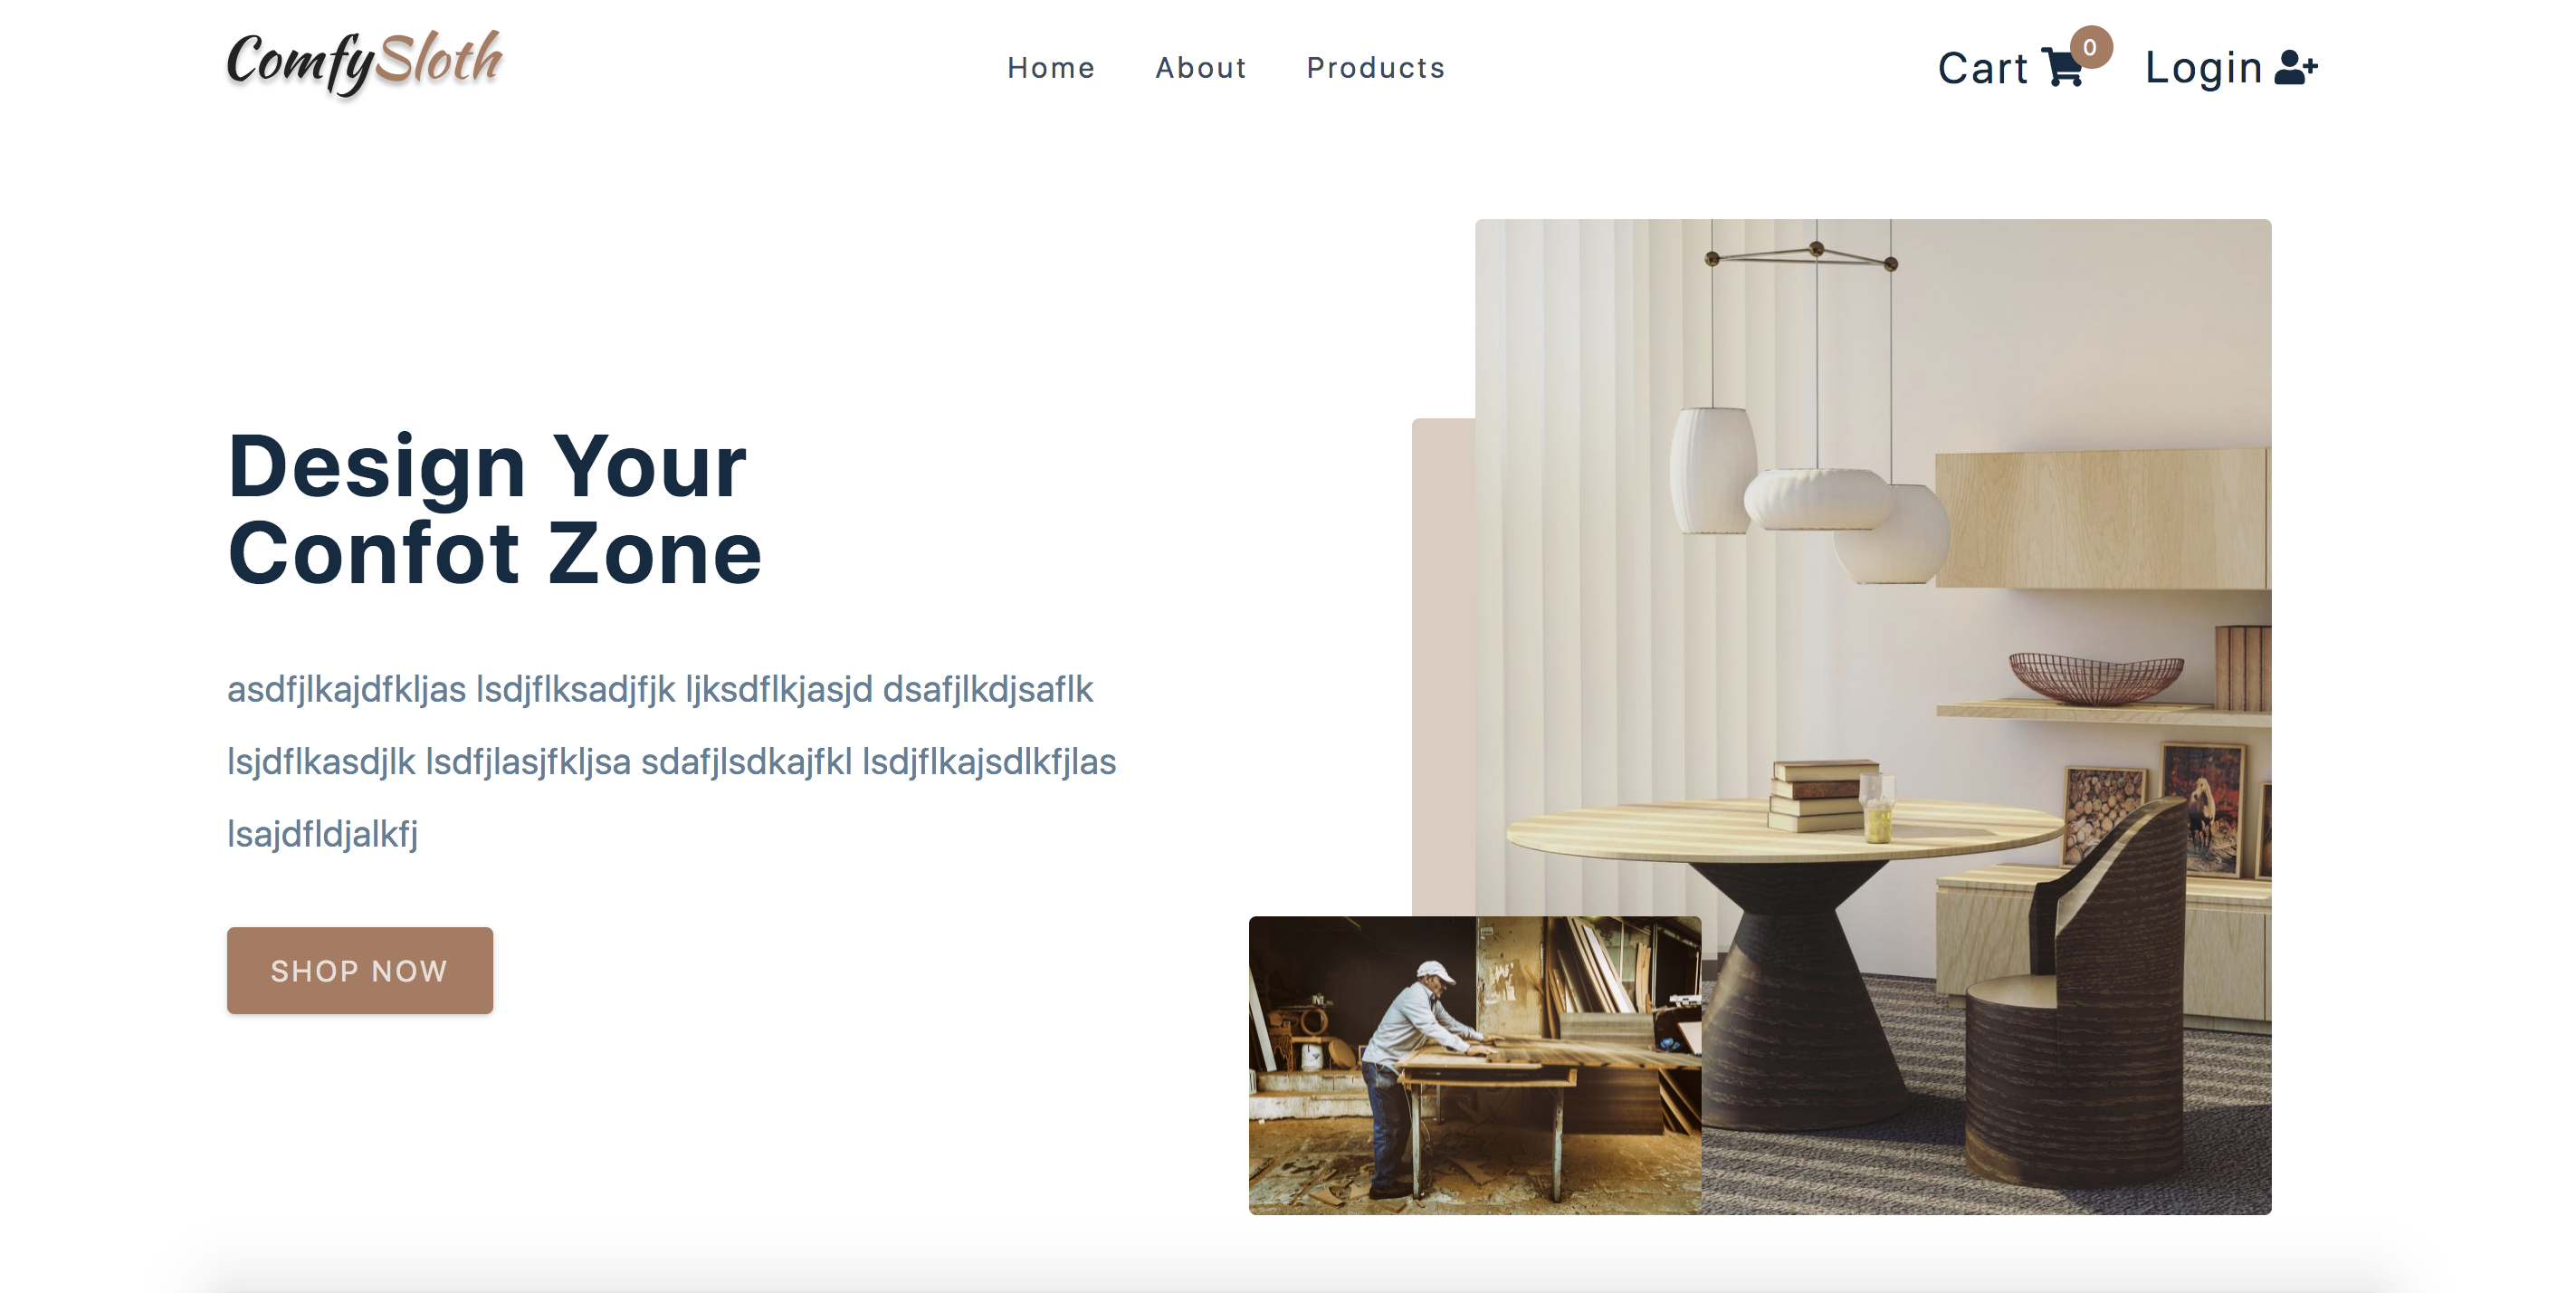 ComfySloth
Home About Products
Cart 0 Login
Design Your
Confot Zone
asdfjlkajdfkljas lsdjflksadjfjk ljksdflkjasjd dsafjlkdjsaflk
lsjdflkasdjlk lsdfjlasjfkljsa sdafjlsdkajfkl lsdjflkajsdlkfjlas
lsajdfldjalkfj
SHOP NOW